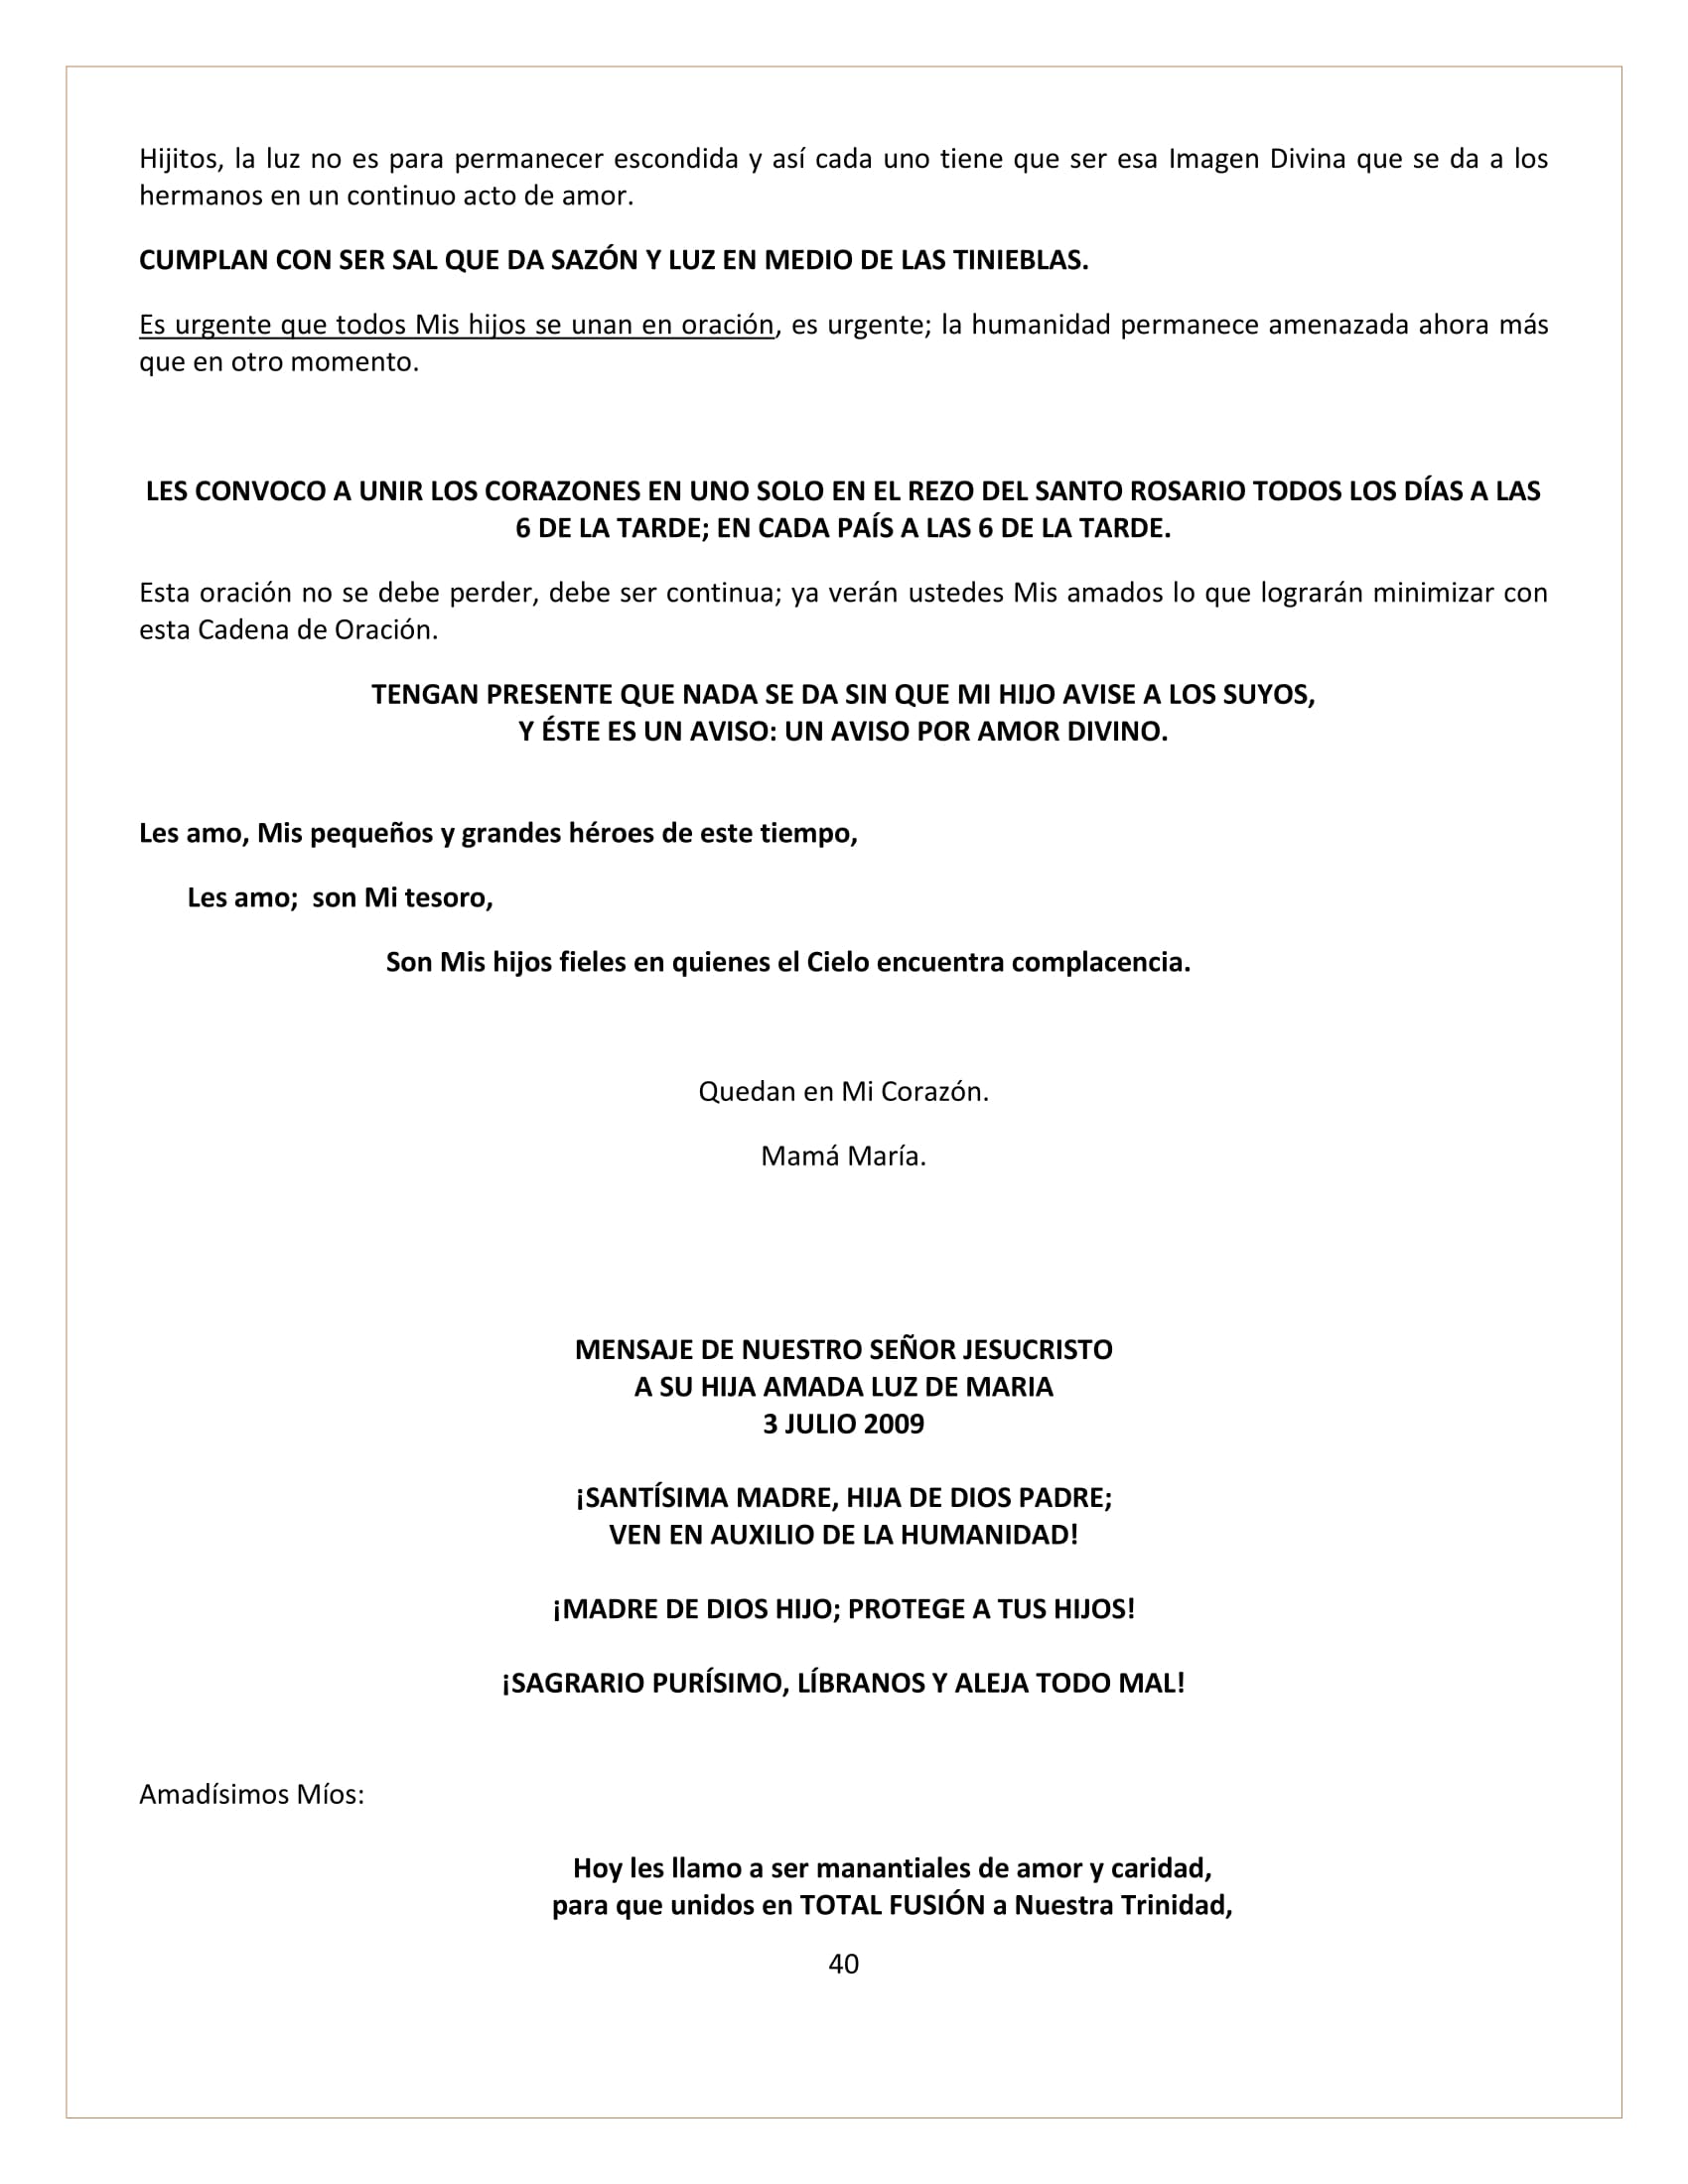 Hijitos, la luz no es para permanecer escondida y así cada uno tiene que ser esa Imagen Divina que se da a los
hermanos en un continuo acto de amor.
CUMPLAN CON SER SAL QUE DA SAZÓN Y LUZ EN MEDIO DE LAS TINIEBLAS.
Es urgente que todos Mis hijos se unan en oración, es urgente; la humanidad permanece amenazada ahora más
que en otro momento.
LES CONVOCO A UNIR LOS CORAZONES EN UNO SOLO EN EL REZO DEL SANTO ROSARIO TODOS LOS DÍAS A LAS
6 DE LA TARDE; EN CADA PAÍS A LAS 6 DE LA TARDE.
Esta oración no se debe perder, debe ser continua; ya verán ustedes Mis amados lo que lograrán minimizar con
esta Cadena de Oración.
TENGAN PRESENTE QUE NADA SE DA SIN QUE MI HIJO AVISE A LOS SUYOS,
Y ÉSTE ES UN AVISO: UN AVISO POR AMOR DIVINO.
Les amo, Mis pequeños y grandes héroes de este tiempo,
Les amo;  son Mi tesoro,
Son Mis hijos fieles en quienes el Cielo encuentra complacencia.
Quedan en Mi Corazón.
Mamá María.
MENSAJE DE NUESTRO SEÑOR JESUCRISTO
A SU HIJA AMADA LUZ DE MARIA
3 JULIO 2009
¡SANTÍSIMA MADRE, HIJA DE DIOS PADRE;
VEN EN AUXILIO DE LA HUMANIDAD!
¡MADRE DE DIOS HIJO; PROTEGE A TUS HIJOS!
¡SAGRARIO PURÍSIMO, LÍBRANOS Y ALEJA TODO MAL!
Amadísimos Míos:
Hoy les llamo a ser manantiales de amor y caridad,
para que unidos en TOTAL FUSIÓN a Nuestra Trinidad,
40